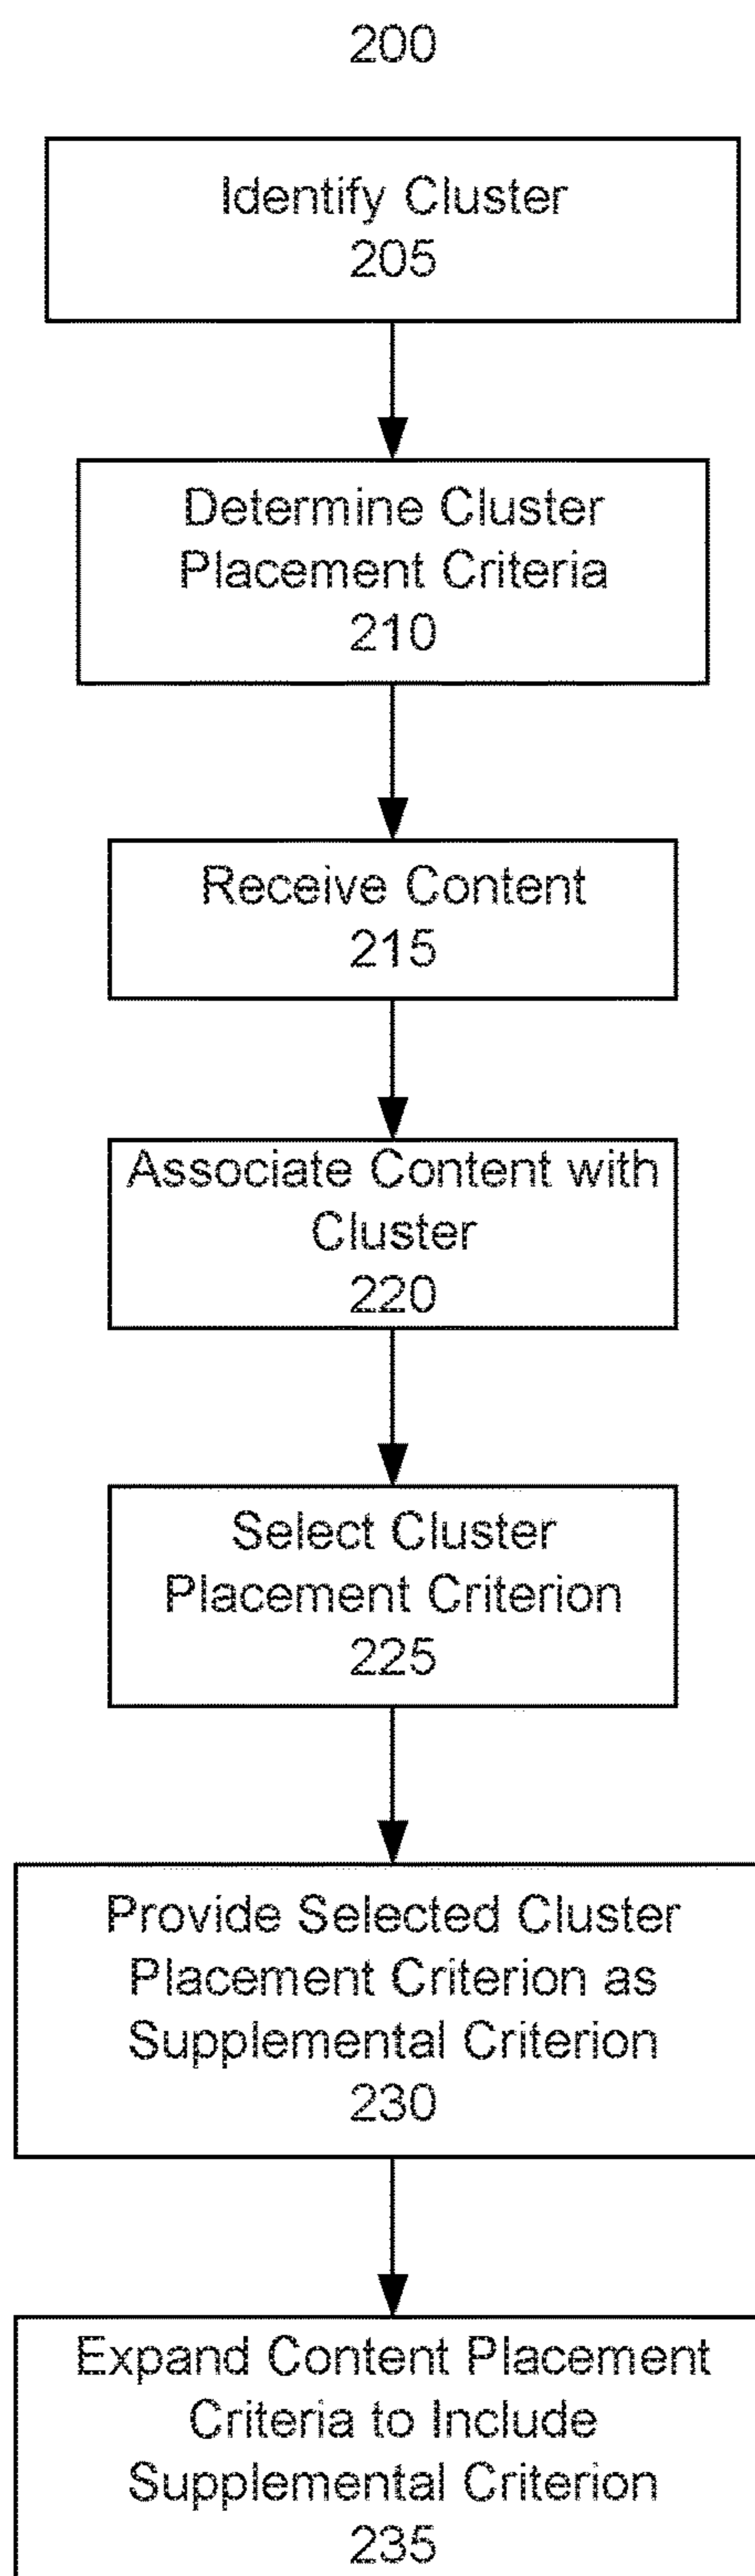 200
Identify Cluster
205
Determine Cluster
Placement Criteria
210
Receive Content
215
Associate Content with
Cluster
220
Select Cluster
Placement Criterion
225
Provide Selected Cluster
Placement Criterion as
Supplemental Criterion
230
Expand Content Placement
Criteria to Include
Supplemental Criterion
235